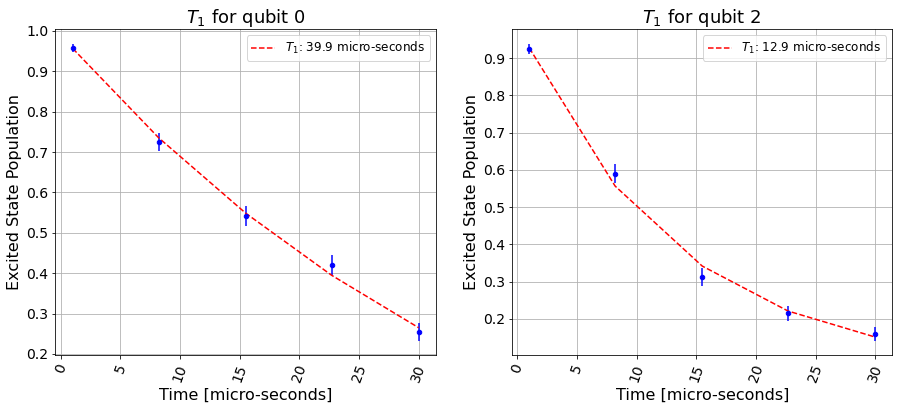 T₁ for qubit 0
Excited State Population
1.0
0.9
0.8
0.7
0.6
0.5
0.4
0.3
0.2
T₁: 39.9 micro-seconds
0 5 10 15 20 25 30
Time [micro-seconds]
T₁ for qubit 2
Excited State Population
0.9
0.8
0.7
0.6
0.5
0.4
0.3
0.2
T₁: 12.9 micro-seconds
0 5 10 15 20 25 30
Time [micro-seconds]